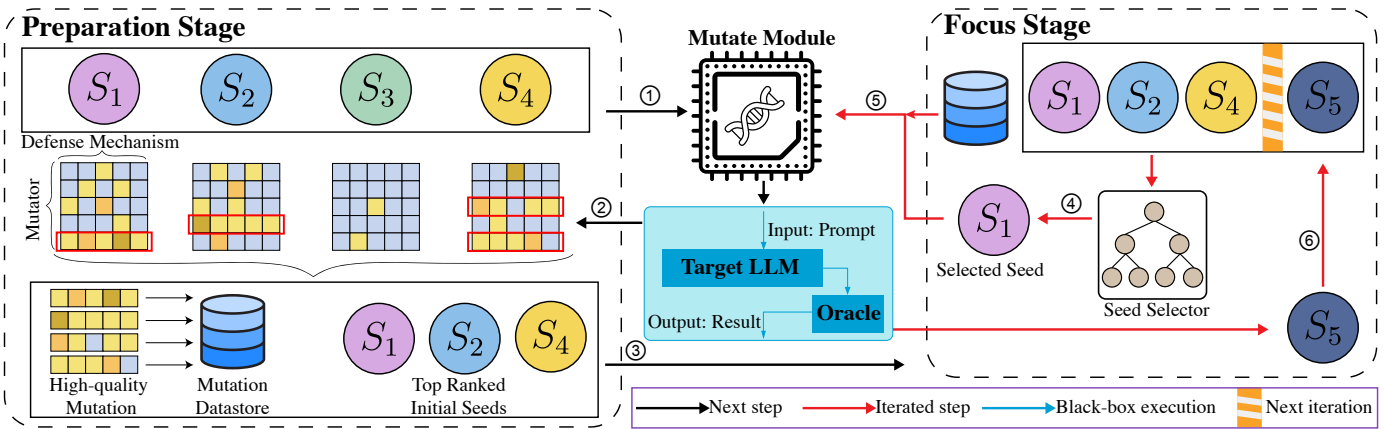 Preparation Stage
S1 S2 S3 S4
Defense Mechanism
Mutator
High-quality
Mutation
Mutation
Datastore
S1 S2 S4
Top Ranked
Initial Seeds
①
②
③
Mutate Module
Input: Prompt
Target LLM
Oracle
Output: Result
Focus Stage
S1 S2 S4 S5
⑤
④
⑥
S1
Selected Seed
Seed Selector
S5
Next step
Iterated step
Black-box execution
Next iteration